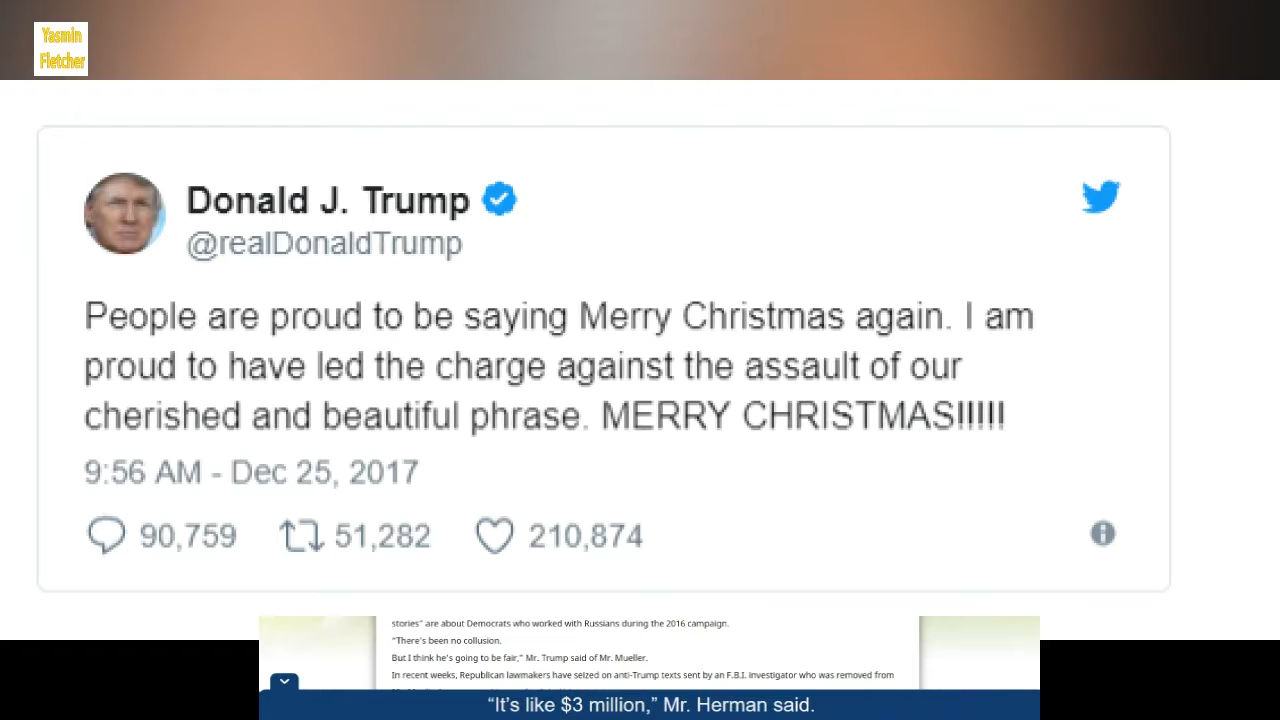 Yasmin
Fletcher
Donald J. Trump
@realDonaldTrump
People are proud to be saying Merry Christmas again. I am
proud to have led the charge against the assault of our
cherished and beautiful phrase. MERRY CHRISTMAS!!!!!
9:56 AM - Dec 25, 2017
90,759 51,282 210,874
stories" are about Democrats who worked with Russians during the 2016 campaign.
"There's been no collusion.
But I think he's going to be fair," Mr. Trump said of Mr. Mueller.
In recent weeks, Republican lawmakers have seized on anti-Trump texts sent by an F.B.I. investigator who was removed from
“It's like $3 million,” Mr. Herman said.